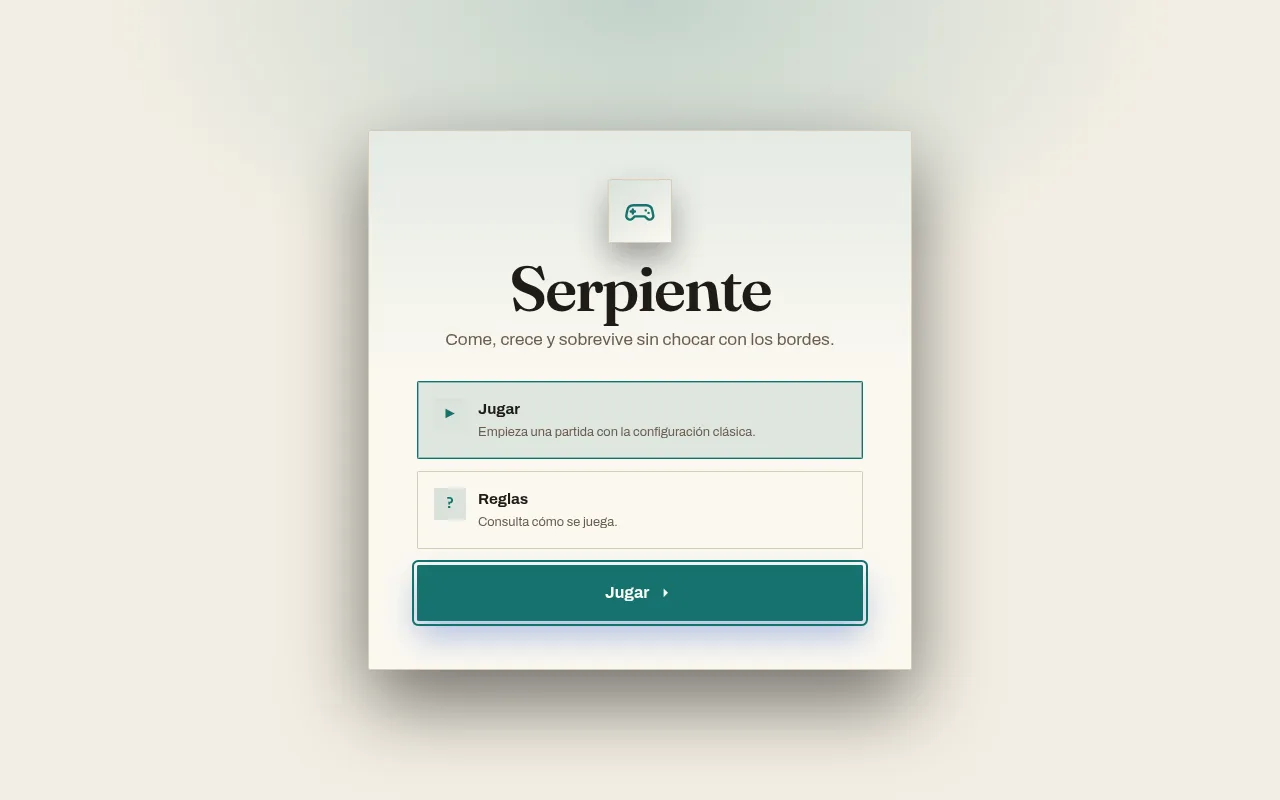 Serpiente
Come, crece y sobrevive sin chocar con los bordes.
Jugar
Empieza una partida con la configuración clásica.
?
Reglas
Consulta cómo se juega.
Jugar